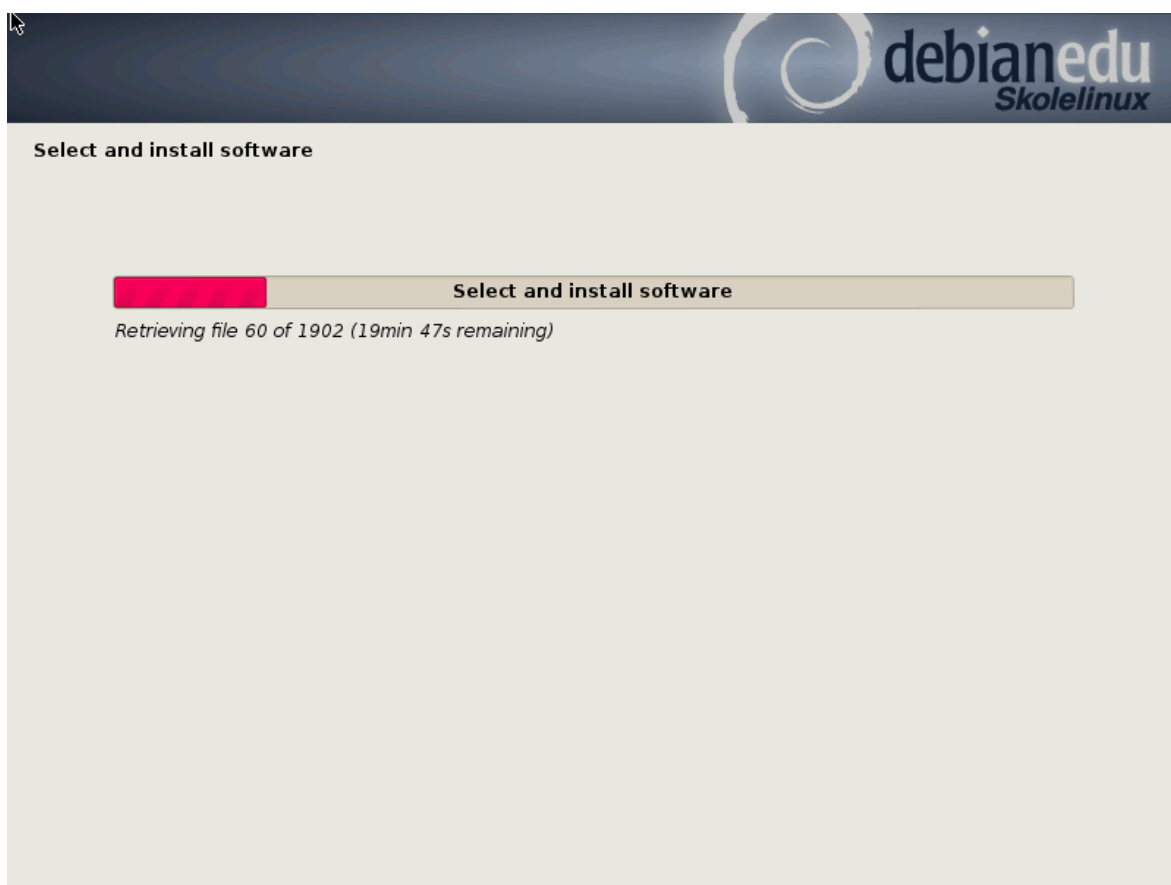 debianedu
Skolelinux
Select and install software
Select and install software
Retrieving file 60 of 1902 (19min 47s remaining)